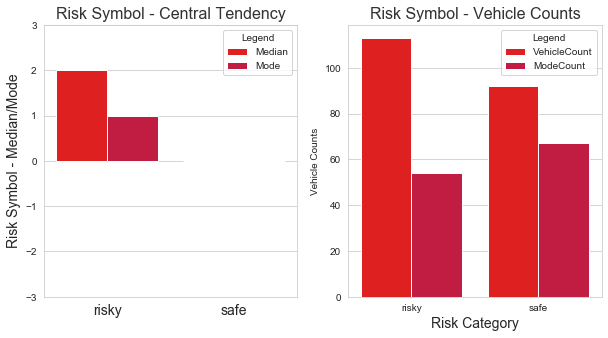 Risk Symbol - Central Tendency
Risk Symbol - Median/Mode
3
2
1
0
−1
−2
−3
Legend
Median
Mode
risky safe
Risk Symbol - Vehicle Counts
Vehicle Counts
100
80
60
40
20
0
Legend
VehicleCount
ModeCount
risky safe
Risk Category